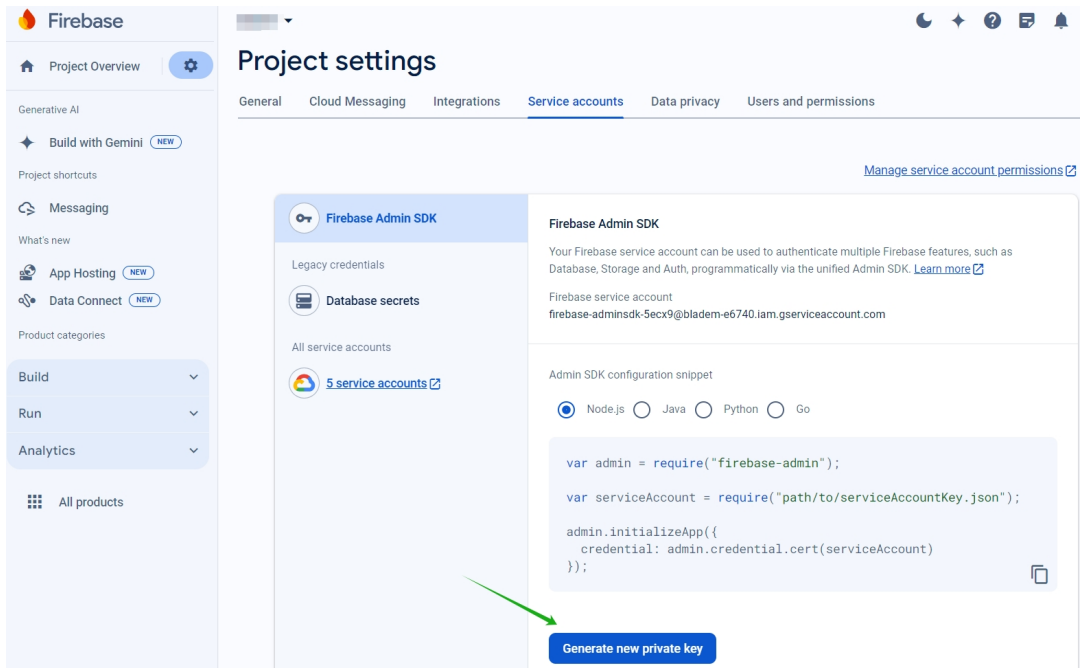 Firebase
Project Overview
Generative AI
Build with Gemini NEW
Project shortcuts
Messaging
What's new
App Hosting NEW
Data Connect NEW
Product categories
Build
Run
Analytics
All products
Project settings
General Cloud Messaging Integrations Service accounts Data privacy Users and permissions
Manage service account permissions
Firebase Admin SDK
Legacy credentials
Database secrets
All service accounts
5 service accounts
Firebase Admin SDK
Your Firebase service account can be used to authenticate multiple Firebase features, such as
Database, Storage and Auth, programmatically via the unified Admin SDK. Learn more
Firebase service account
firebase-adminsdk-5ecx9@bladem-e6740.iam.gserviceaccount.com
Admin SDK configuration snippet
Node.js Java Python Go
var admin = require("firebase-admin");
var serviceAccount = require("path/to/serviceAccountKey.json");
admin.initializeApp({
  credential: admin.credential.cert(serviceAccount)
});
Generate new private key